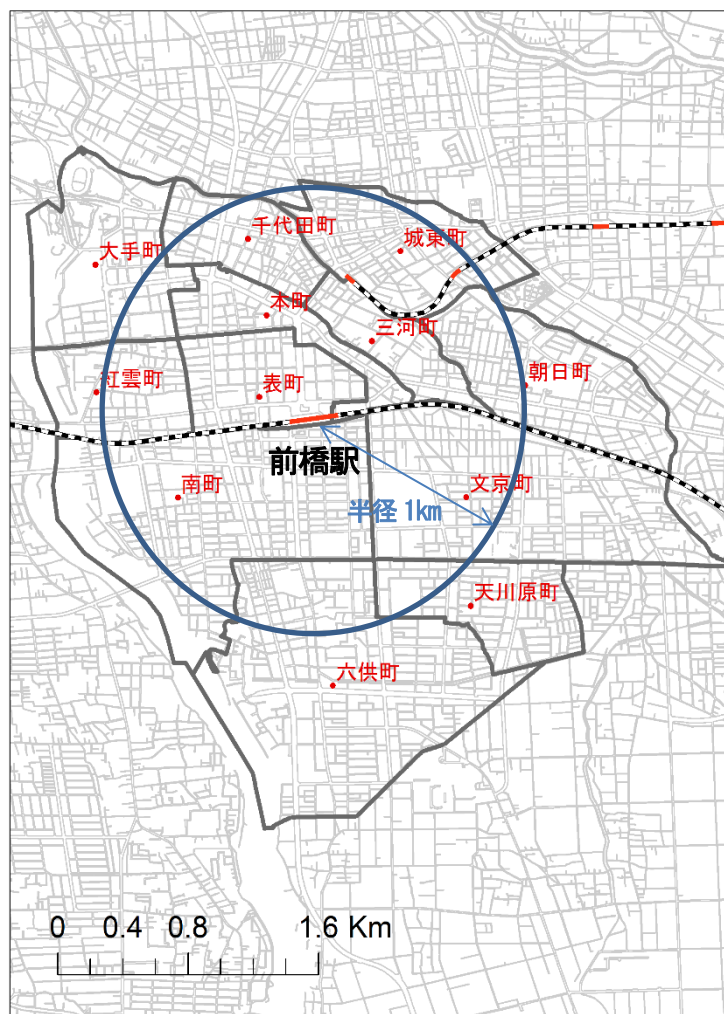 千代田町
城東町
大手町
本町
三河町
紅雲町
表町
朝日町
前橋駅
南町
文京町
半径 1km
天川原町
六供町
0 0.4 0.8 1.6 Km